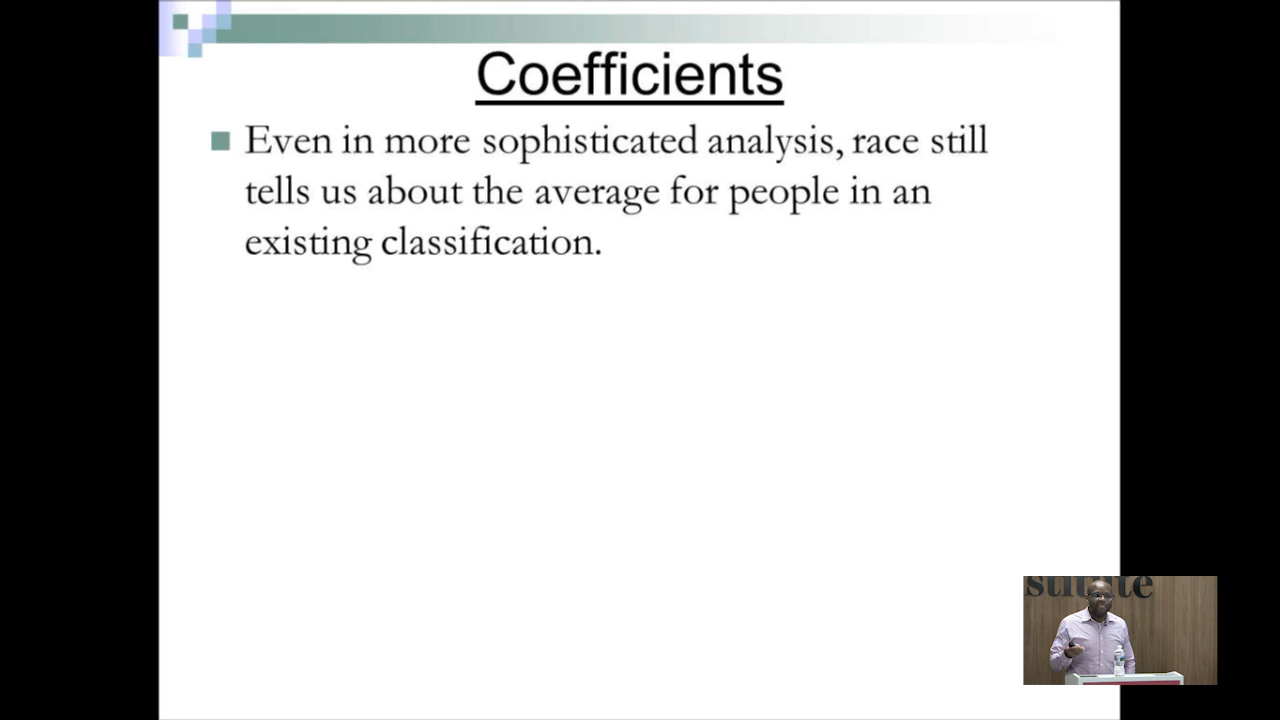 Coefficients
Even in more sophisticated analysis, race still
tells us about the average for people in an
existing classification.
stitute